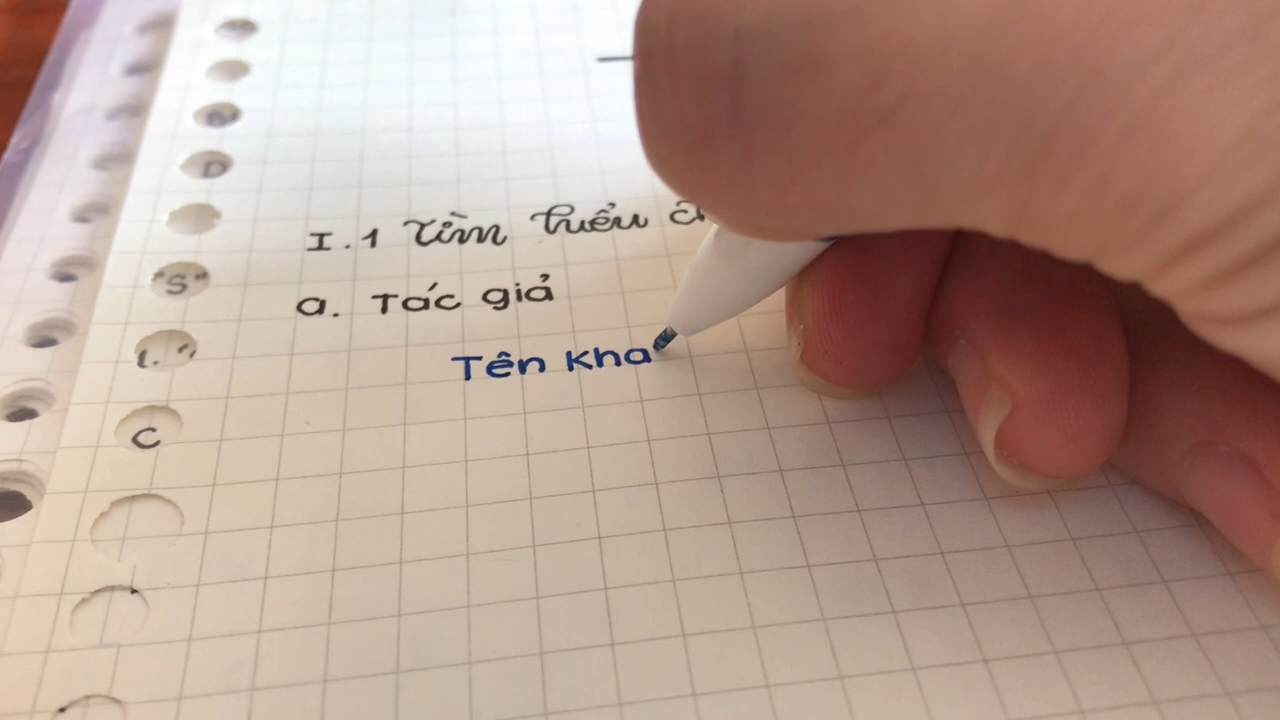 I.1 Tìm hiểu
a. Tác giả
Tên Kha
D
"S"
C